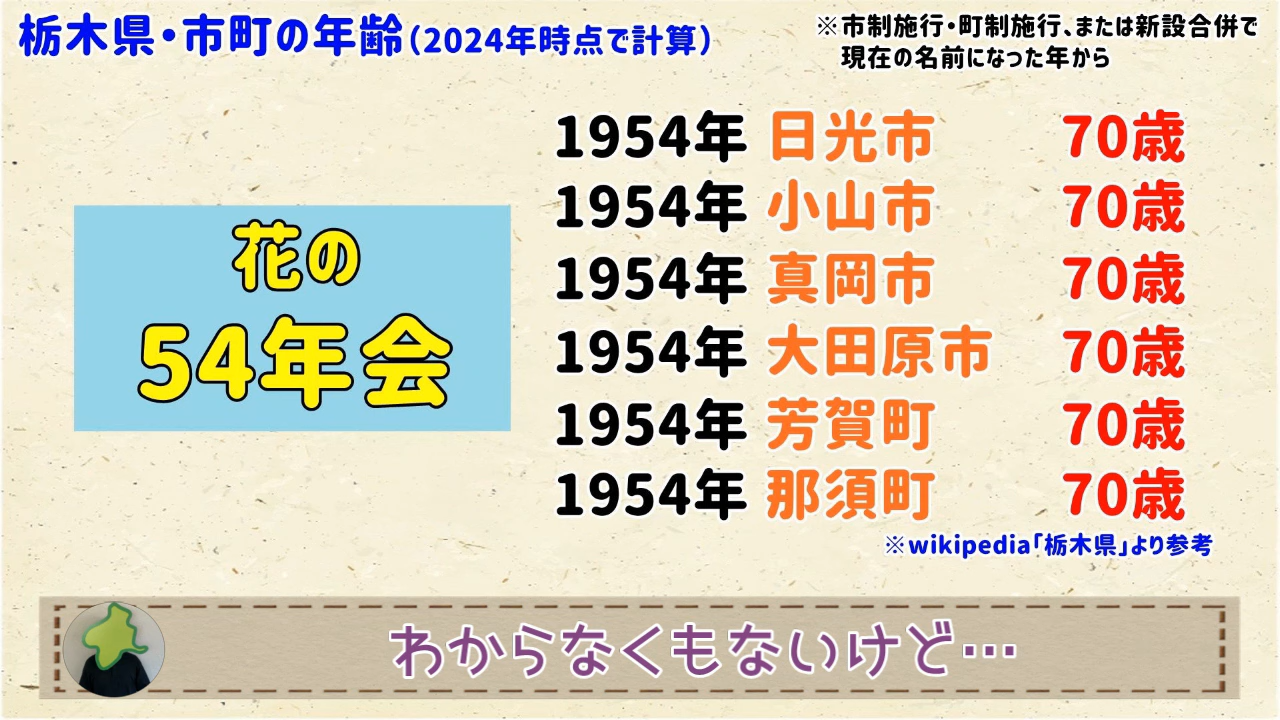 栃木県・市町の年齢(2024年時点で計算)
※市制施行・町制施行、または新設合併で
現在の名前になった年から
花の
54年会
1954年 日光市 70歳
1954年 小山市 70歳
1954年 真岡市 70歳
1954年 大田原市 70歳
1954年 芳賀町 70歳
1954年 那須町 70歳
※wikipedia「栃木県」より参考
わからなくもないけど…